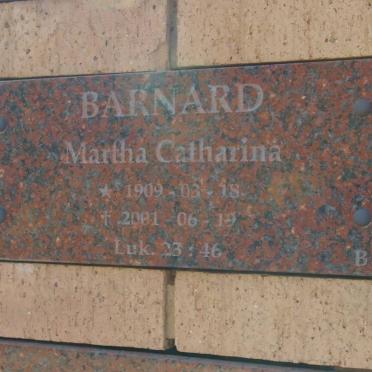 BARNARD
Martha Catharina
★ 1909 - 03 - 18
† 2001 - 06 - 19
Luk. 23 : 46
B